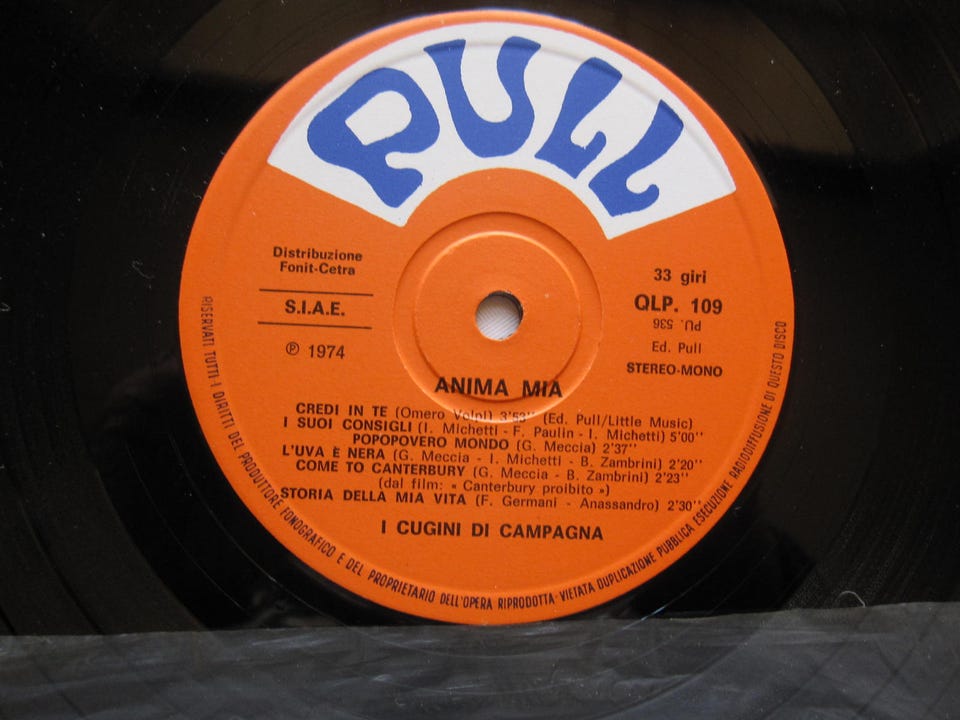 PULL
Distribuzione
Fonit-Cetra
S.I.A.E.
℗ 1974
33 giri
QLP. 109
PU. 536
Ed. Pull
STEREO-MONO
ANIMA MIA
CREDI IN TE (Omero Volpi) 3'53'' (Ed. Pull/Little Music)
I SUOI CONSIGLI (I. Michetti - F. Paulin - I. Michetti) 5'00''
POPOPOVERO MONDO (G. Meccia) 2'37''
L'UVA È NERA (G. Meccia - I. Michetti - B. Zambrini) 2'20''
COME TO CANTERBURY (G. Meccia - B. Zambrini) 2'23''
(dal film: « Canterbury proibito »)
STORIA DELLA MIA VITA (F. Germani - Anassandro) 2'30''
I CUGINI DI CAMPAGNA
RISERVATI TUTTI I DIRITTI DEL PRODUTTORE FONOGRAFICO E DEL PROPRIETARIO DELL'OPERA RIPRODOTTA-VIETATA DUPLICAZIONE PUBBLICA ESECUZIONE RADIODIFFUSIONE DI QUESTO DISCO